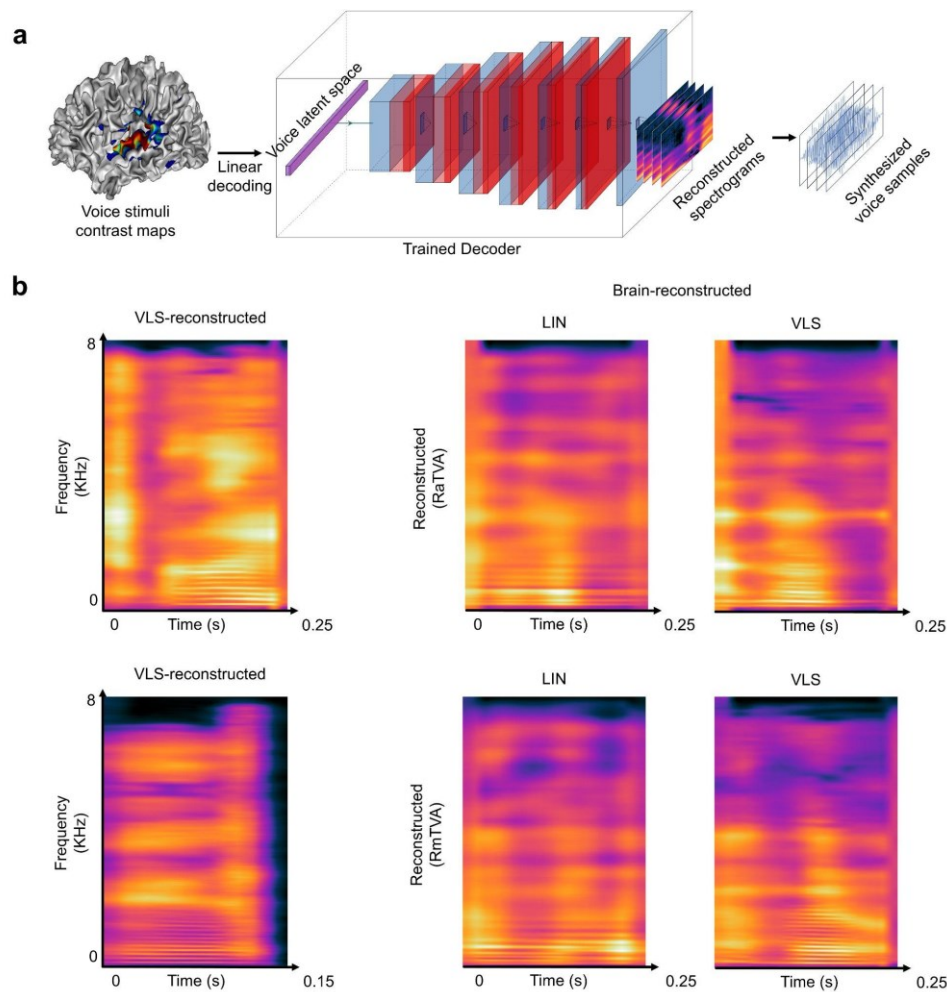 a
Voice stimuli
contrast maps
Linear
decoding
Voice latent space
Trained Decoder
Reconstructed
spectrograms
Synthesized
voice samples
b
Brain-reconstructed
VLS-reconstructed
LIN
VLS
8
Frequency
(KHz)
0
0
Time (s)
0.25
Reconstructed
(RaTVA)
0
Time (s)
0.25
Time (s)
0.25
VLS-reconstructed
LIN
VLS
8
Frequency
(KHz)
0
0
Time (s)
0.15
Reconstructed
(RmTVA)
0
Time (s)
0.25
Time (s)
0.25